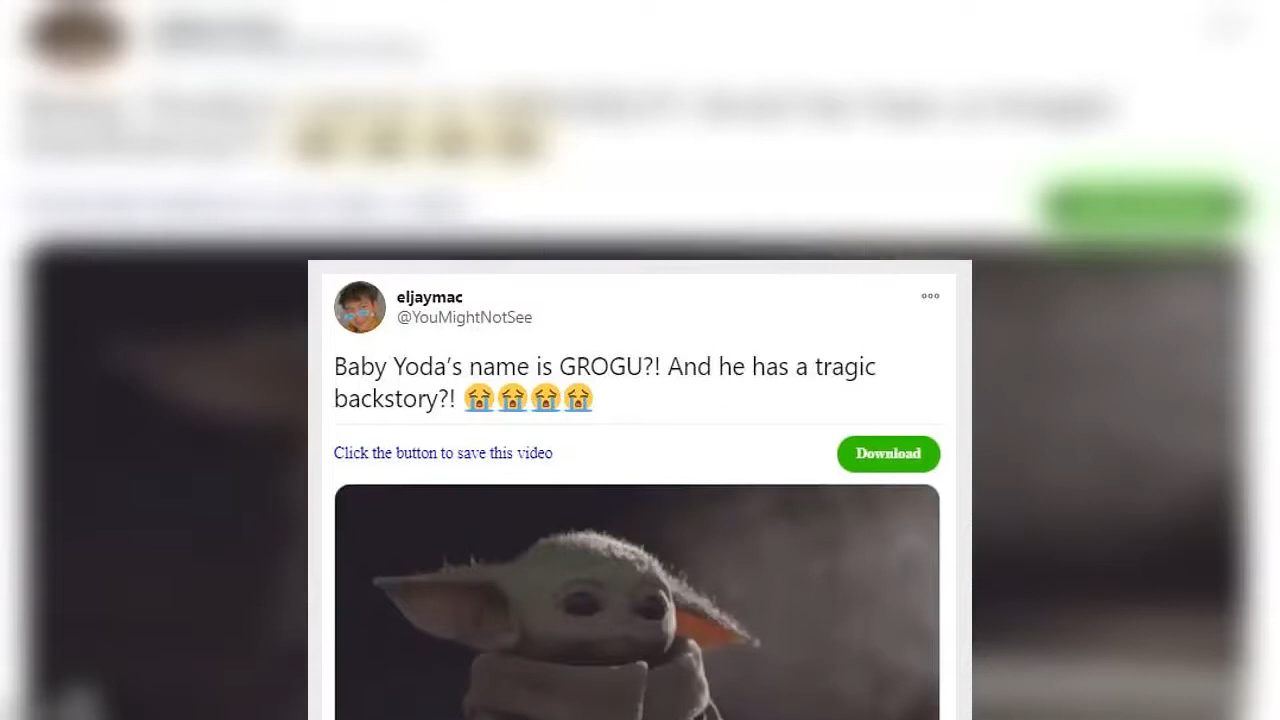 eljaymac
@YouMightNotSee
Baby Yoda’s name is GROGU?! And he has a tragic
backstory?! 😭😭😭😭
Click the button to save this video
Download